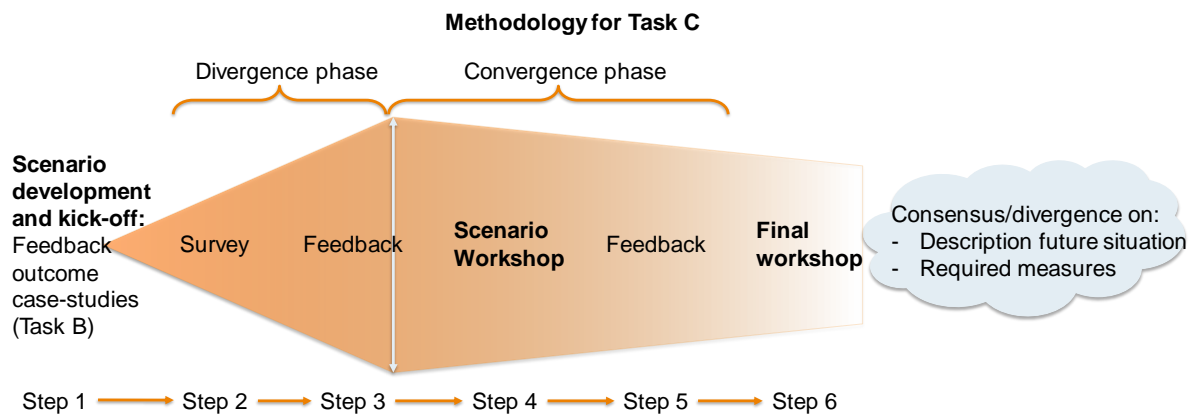 Methodology for Task C
Divergence phase
Convergence phase
Scenario
development
and kick-off:
Feedback
outcome
case-studies
(Task B)
Survey
Feedback
Scenario
Workshop
Feedback
Final
workshop
Consensus/divergence on:
- Description future situation
- Required measures
Step 1
Step 2
Step 3
Step 4
Step 5
Step 6